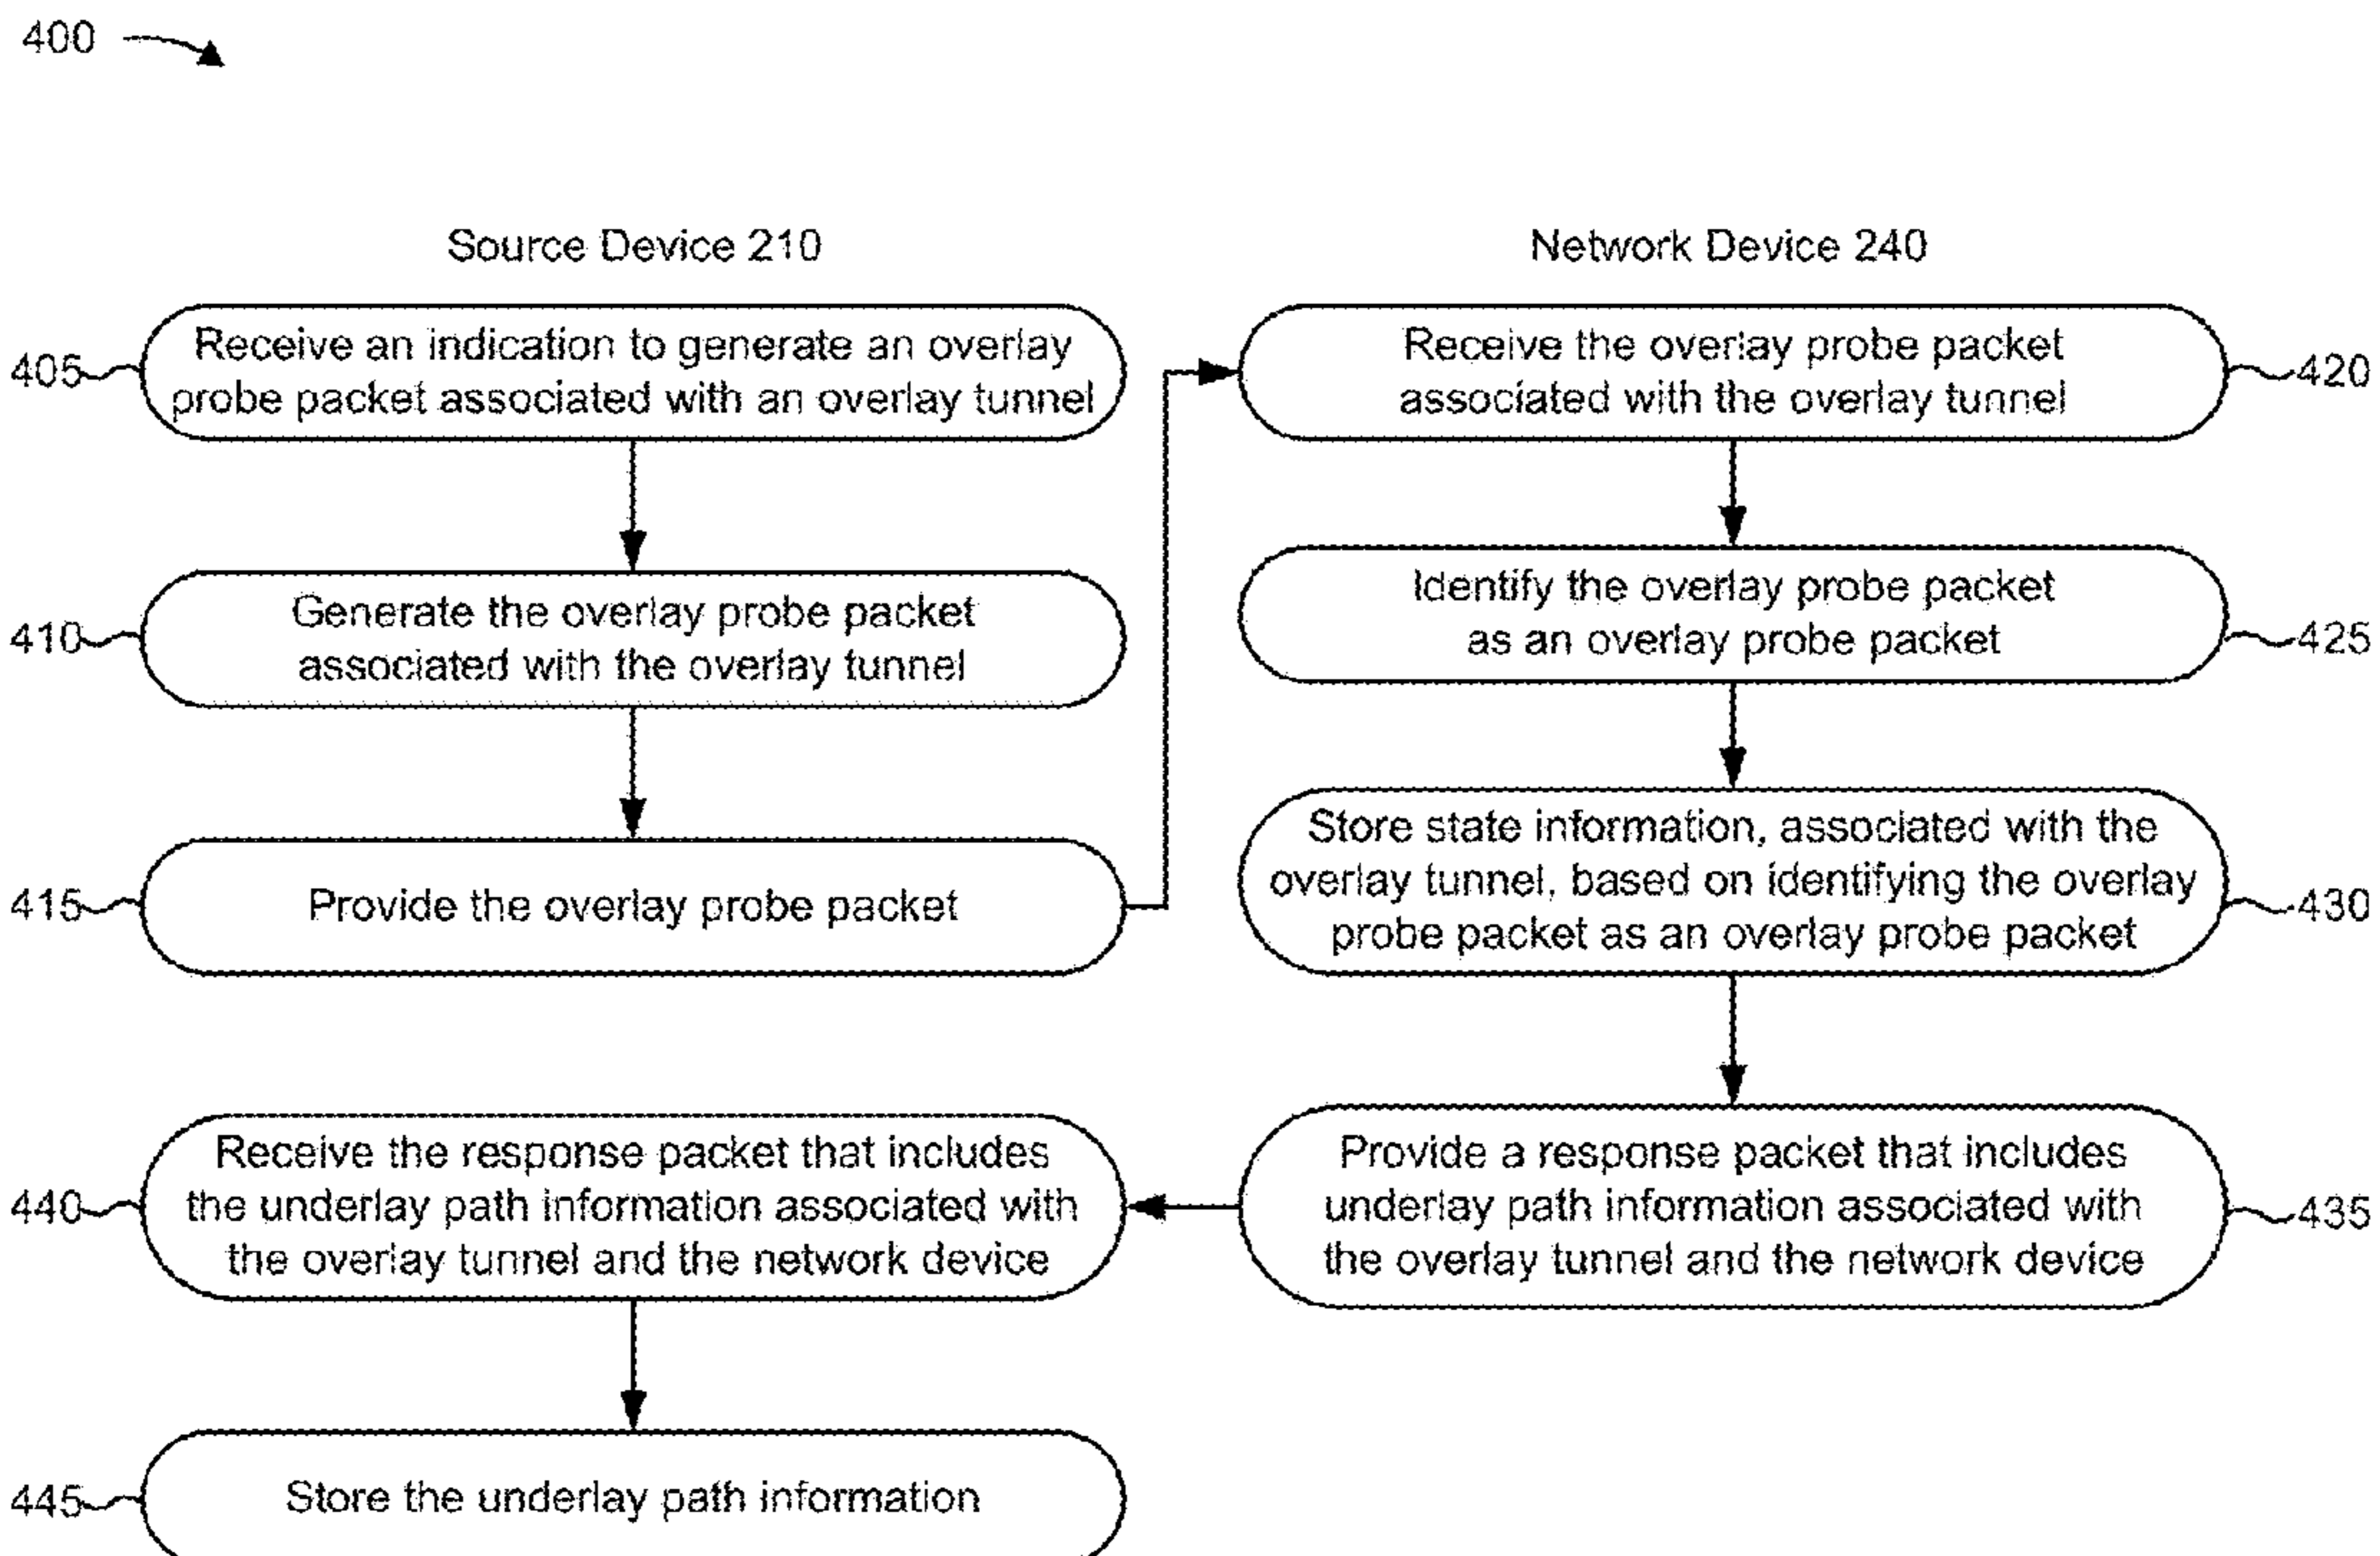 400
Source Device 210
405
Receive an indication to generate an overlay
probe packet associated with an overlay tunnel
410
Generate the overlay probe packet
associated with the overlay tunnel
415
Provide the overlay probe packet
Network Device 240
Receive the overlay probe packet
associated with the overlay tunnel
420
Identify the overlay probe packet
as an overlay probe packet
425
Store state information, associated with the
overlay tunnel, based on identifying the overlay
probe packet as an overlay probe packet
430
Provide a response packet that includes
underlay path information associated with
the overlay tunnel and the network device
435
440
Receive the response packet that includes
the underlay path information associated with
the overlay tunnel and the network device
445
Store the underlay path information